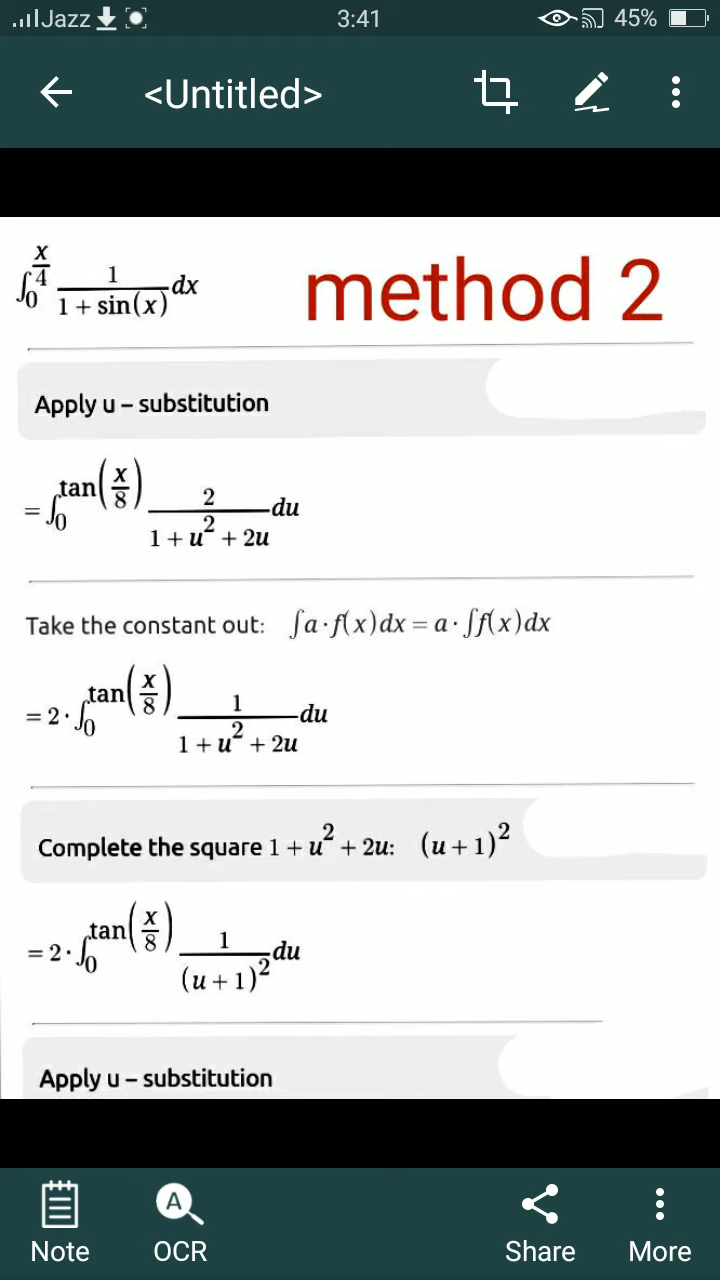 Jazz 3:41 45%
<Untitled>
∫₀^(x/4) 1/(1 + sin(x)) dx method 2
Apply u – substitution
= ∫₀^(tan(x/8)) 2/(1 + u² + 2u) du
Take the constant out: ∫a·f(x)dx = a·∫f(x)dx
= 2· ∫₀^(tan(x/8)) 1/(1 + u² + 2u) du
Complete the square 1 + u² + 2u: (u + 1)²
= 2· ∫₀^(tan(x/8)) 1/(u + 1)² du
Apply u – substitution
A
Note OCR Share More